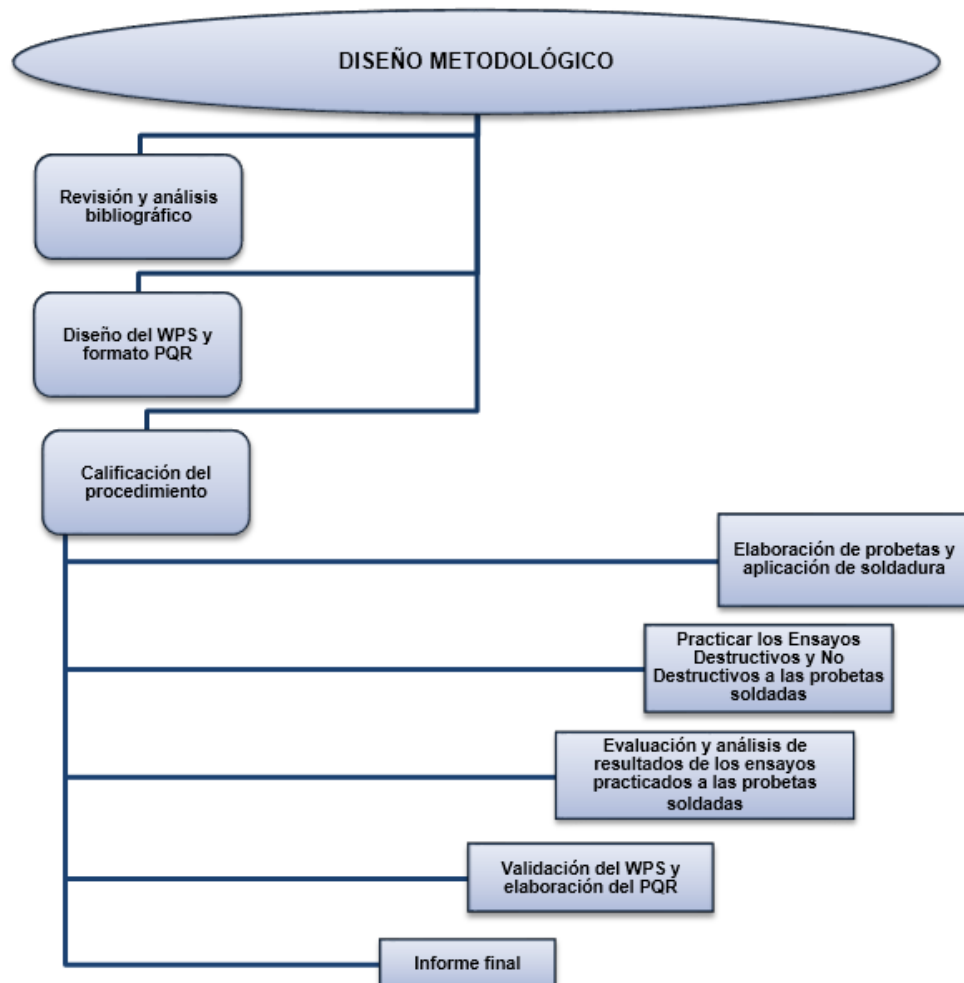 DISEÑO METODOLÓGICO
Revisión y análisis
bibliográfico
Diseño del WPS y
formato PQR
Calificación del
procedimiento
Elaboración de probetas y
aplicación de soldadura
Practicar los Ensayos
Destructivos y No
Destructivos a las probetas
soldadas
Evaluación y análisis de
resultados de los ensayos
practicados a las probetas
soldadas
Validación del WPS y
elaboración del PQR
Informe final